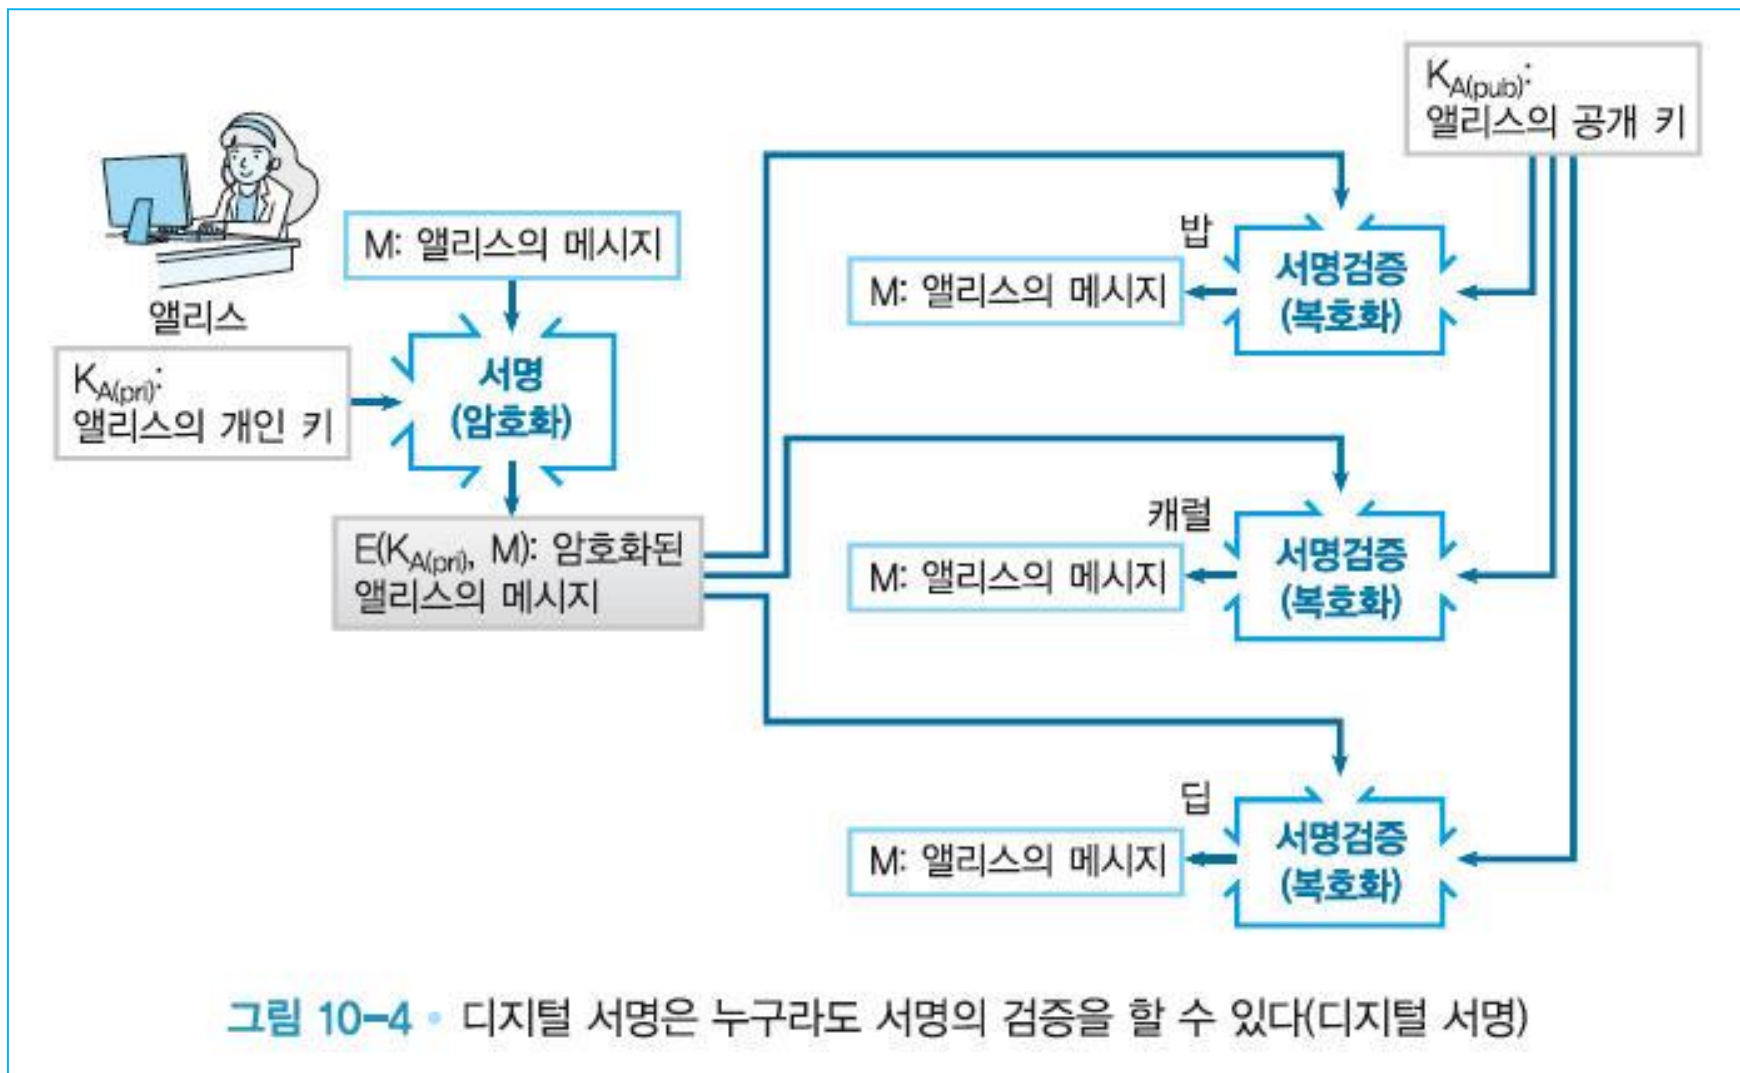 앨리스
M: 앨리스의 메시지
K_A(pri):
앨리스의 개인 키
서명
(암호화)
E(K_A(pri), M): 암호화된
앨리스의 메시지
K_A(pub):
앨리스의 공개 키
밥
서명검증
(복호화)
M: 앨리스의 메시지
캐럴
서명검증
(복호화)
M: 앨리스의 메시지
딥
서명검증
(복호화)
M: 앨리스의 메시지
그림 10-4 • 디지털 서명은 누구라도 서명의 검증을 할 수 있다(디지털 서명)